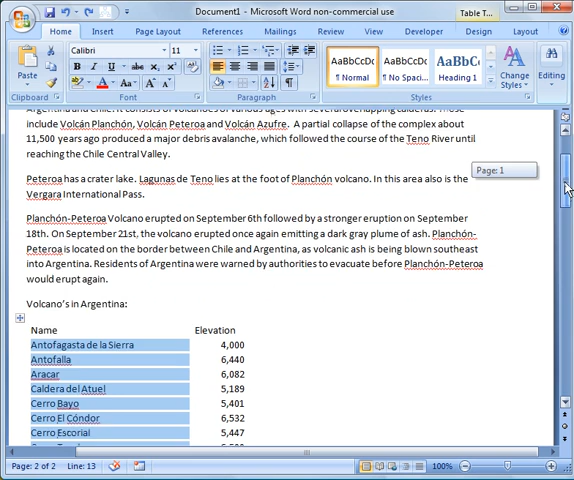 Document1 - Microsoft Word non-commercial use
Table T...
Home Insert Page Layout References Mailings Review View Developer Design Layout
Calibri 11
Paste
B I U abc x₂ x² Aa
AaBbCcDc AaBbCcDc AaBbC
¶ Normal ¶ No Spaci... Heading 1
Change Styles
Editing
Clipboard Font Paragraph Styles
include Volcán Planchón, Volcán Peteroa and Volcán Azufre. A partial collapse of the complex about
11,500 years ago produced a major debris avalanche, which followed the course of the Teno River until
reaching the Chile Central Valley.
Page: 1
Peteroa has a crater lake. Lagunas de Teno lies at the foot of Planchón volcano. In this area also is the
Vergara International Pass.
Planchón-Peteroa Volcano erupted on September 6th followed by a stronger eruption on September
18th. On September 21st, the volcano erupted once again emitting a dark gray plume of ash. Planchón-
Peteroa is located on the border between Chile and Argentina, as volcanic ash is being blown southeast
into Argentina. Residents of Argentina were warned by authorities to evacuate before Planchón-Peteroa
would erupt again.
Volcano's in Argentina:
Name Elevation
Antofagasta de la Sierra 4,000
Antofalla 6,440
Aracar 6,082
Caldera del Atuel 5,189
Cerro Bayo 5,401
Cerro El Cóndor 6,532
Cerro Escorial 5,447
Page: 2 of 2 Line: 13 100%